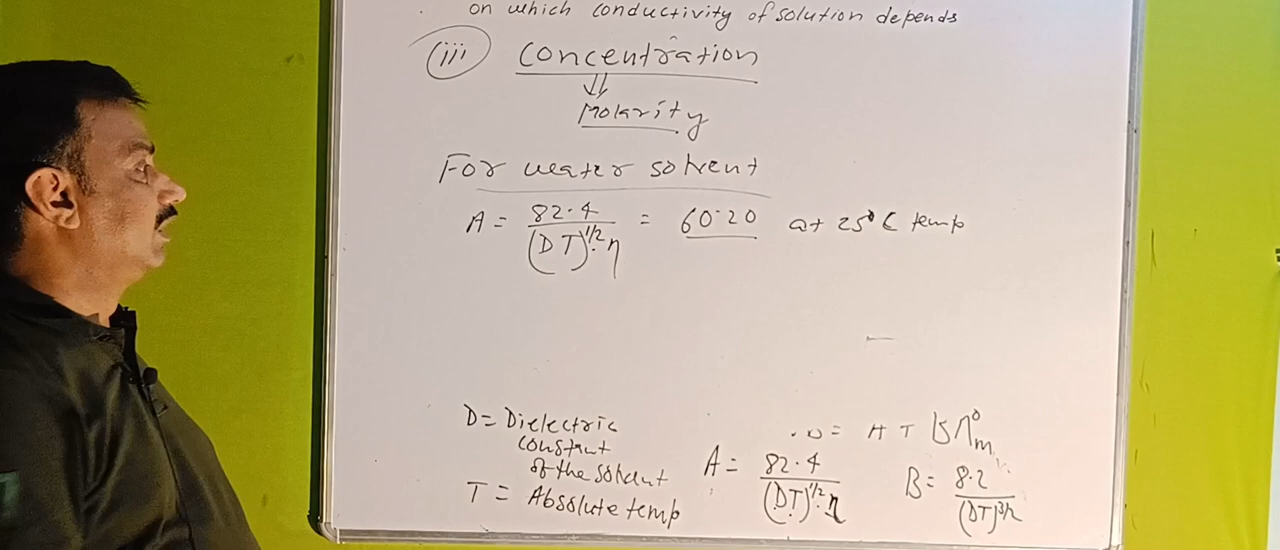 on which conductivity of solution depends
(iii) Concentration
⇓
Molarity
For water solvent
A = 82.4 / (DT)^1/2 η = 60.20 at 25°C temp
D = Dielectric
constant
of the solvent
T = Absolute temp
= A + BΛ°m
A = 82.4 / (DT)^1/2 η
B = 8.2 / (DT)^3/2